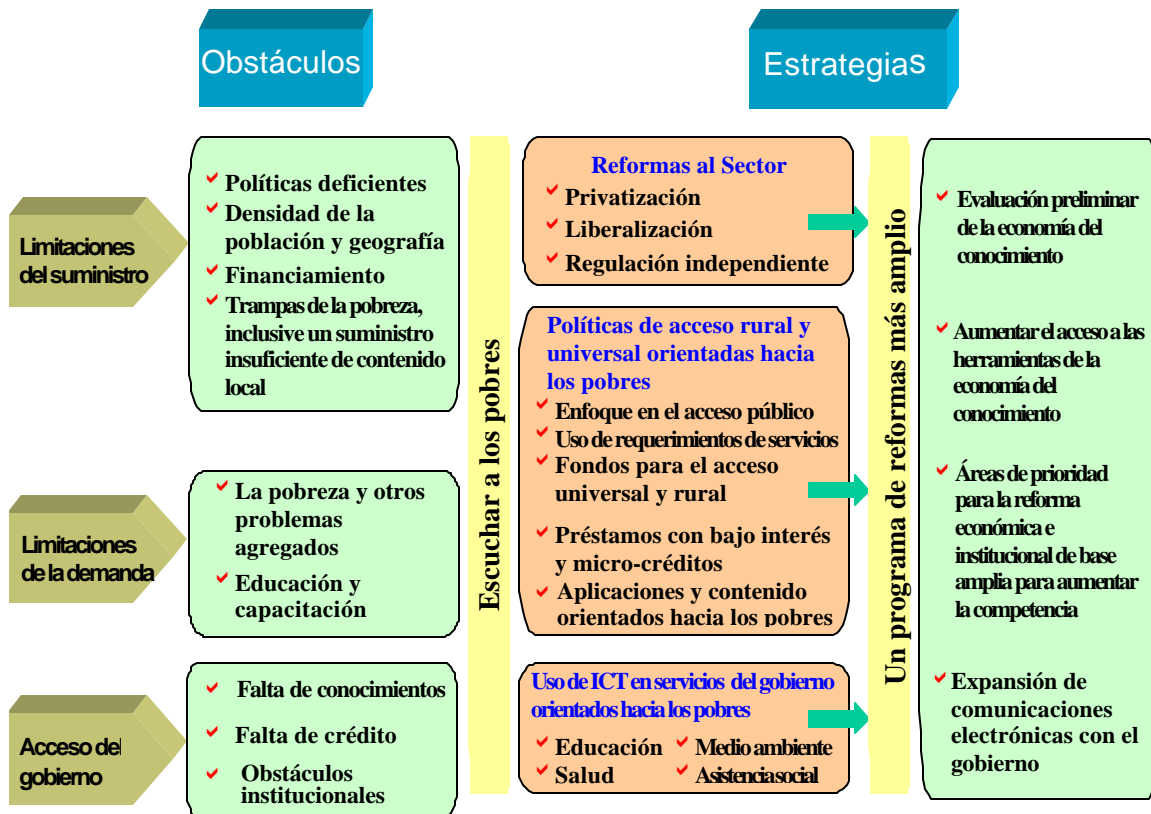 Obstáculos
Estrategias
Limitaciones
del suministro
Políticas deficientes
Densidad de la
población y geografía
Financiamiento
Trampas de la pobreza,
inclusive un suministro
insuficiente de contenido
local
Limitaciones
de la demanda
La pobreza y otros
problemas
agregados
Educación y
capacitación
Acceso del
gobierno
Falta de conocimientos
Falta de crédito
Obstáculos
institucionales
Escuchar a los pobres
Reformas al Sector
Privatización
Liberalización
Regulación independiente
Políticas de acceso rural y
universal orientadas hacia
los pobres
Enfoque en el acceso público
Uso de requerimientos de servicios
Fondos para el acceso
universal y rural
Préstamos con bajo interés
y micro-créditos
Aplicaciones y contenido
orientados hacia los pobres
Uso de ICT en servicios del gobierno
orientados hacia los pobres
Educación
Medio ambiente
Salud
Asistencia social
Un programa de reformas más amplio
Evaluación preliminar
de la economía del
conocimiento
Aumentar el acceso a las
herramientas de la
economía del
conocimiento
Áreas de prioridad
para la reforma
económica e
institucional de base
amplia para aumentar
la competencia
Expansión de
comunicaciones
electrónicas con el
gobierno